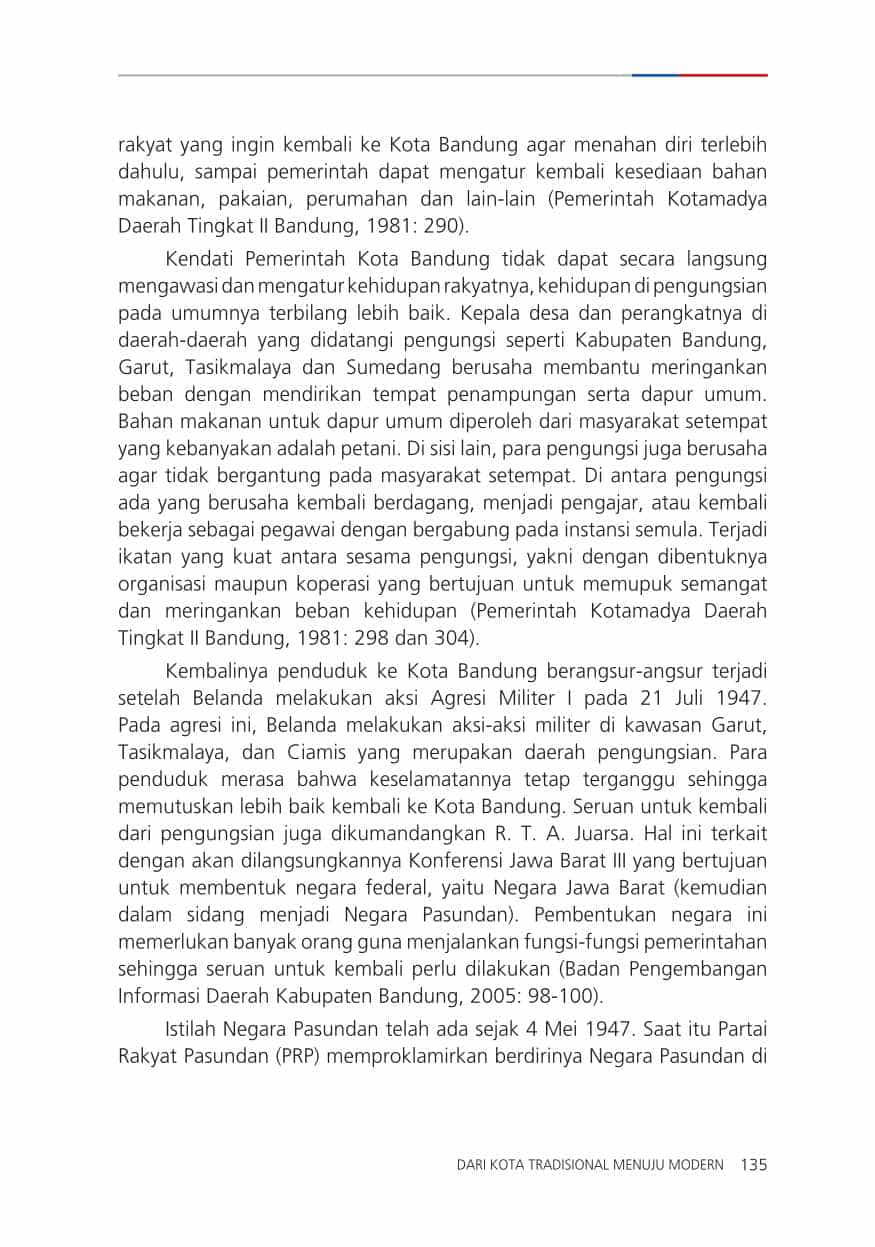 rakyat yang ingin kembali ke Kota Bandung agar menahan diri terlebih
dahulu, sampai pemerintah dapat mengatur kembali kesediaan bahan
makanan, pakaian, perumahan dan lain-lain (Pemerintah Kotamadya
Daerah Tingkat II Bandung, 1981: 290).
Kendati Pemerintah Kota Bandung tidak dapat secara langsung
mengawasi dan mengatur kehidupan rakyatnya, kehidupan di pengungsian
pada umumnya terbilang lebih baik. Kepala desa dan perangkatnya di
daerah-daerah yang didatangi pengungsi seperti Kabupaten Bandung,
Garut, Tasikmalaya dan Sumedang berusaha membantu meringankan
beban dengan mendirikan tempat penampungan serta dapur umum.
Bahan makanan untuk dapur umum diperoleh dari masyarakat setempat
yang kebanyakan adalah petani. Di sisi lain, para pengungsi juga berusaha
agar tidak bergantung pada masyarakat setempat. Di antara pengungsi
ada yang berusaha kembali berdagang, menjadi pengajar, atau kembali
bekerja sebagai pegawai dengan bergabung pada instansi semula. Terjadi
ikatan yang kuat antara sesama pengungsi, yakni dengan dibentuknya
organisasi maupun koperasi yang bertujuan untuk memupuk semangat
dan meringankan beban kehidupan (Pemerintah Kotamadya Daerah
Tingkat II Bandung, 1981: 298 dan 304).
Kembalinya penduduk ke Kota Bandung berangsur-angsur terjadi
setelah Belanda melakukan aksi Agresi Militer I pada 21 Juli 1947.
Pada agresi ini, Belanda melakukan aksi-aksi militer di kawasan Garut,
Tasikmalaya, dan Ciamis yang merupakan daerah pengungsian. Para
penduduk merasa bahwa keselamatannya tetap terganggu sehingga
memutuskan lebih baik kembali ke Kota Bandung. Seruan untuk kembali
dari pengungsian juga dikumandangkan R. T. A. Juarsa. Hal ini terkait
dengan akan dilangsungkannya Konferensi Jawa Barat III yang bertujuan
untuk membentuk negara federal, yaitu Negara Jawa Barat (kemudian
dalam sidang menjadi Negara Pasundan). Pembentukan negara ini
memerlukan banyak orang guna menjalankan fungsi-fungsi pemerintahan
sehingga seruan untuk kembali perlu dilakukan (Badan Pengembangan
Informasi Daerah Kabupaten Bandung, 2005: 98-100).
Istilah Negara Pasundan telah ada sejak 4 Mei 1947. Saat itu Partai
Rakyat Pasundan (PRP) memproklamirkan berdirinya Negara Pasundan di
DARI KOTA TRADISIONAL MENUJU MODERN 135